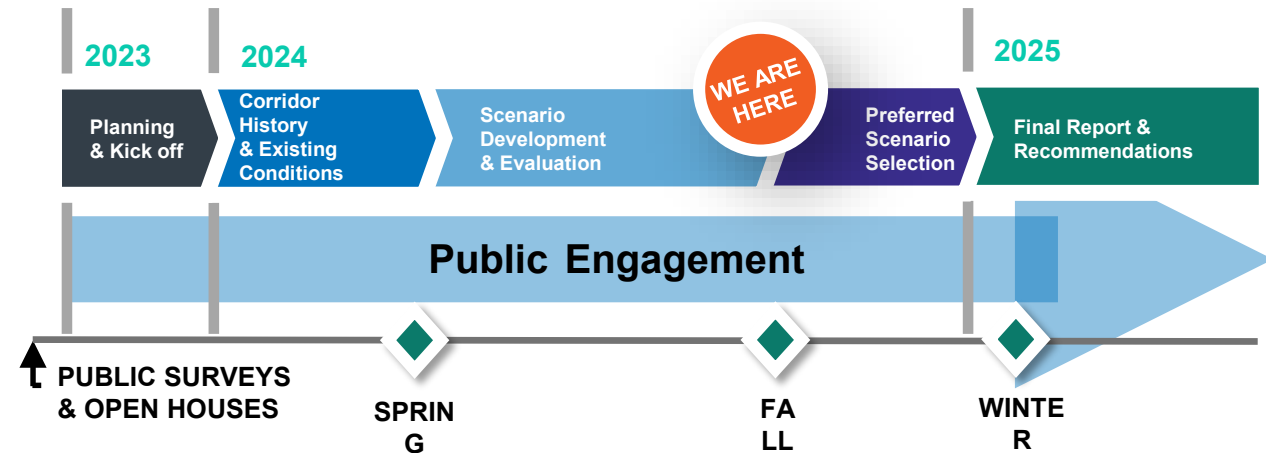 2023
2024
2025
WE ARE
HERE
Planning
& Kick off
Corridor
History
& Existing
Conditions
Scenario
Development
& Evaluation
Preferred
Scenario
Selection
Final Report &
Recommendations
Public Engagement
PUBLIC SURVEYS
& OPEN HOUSES
SPRIN
G
FA
LL
WINTE
R